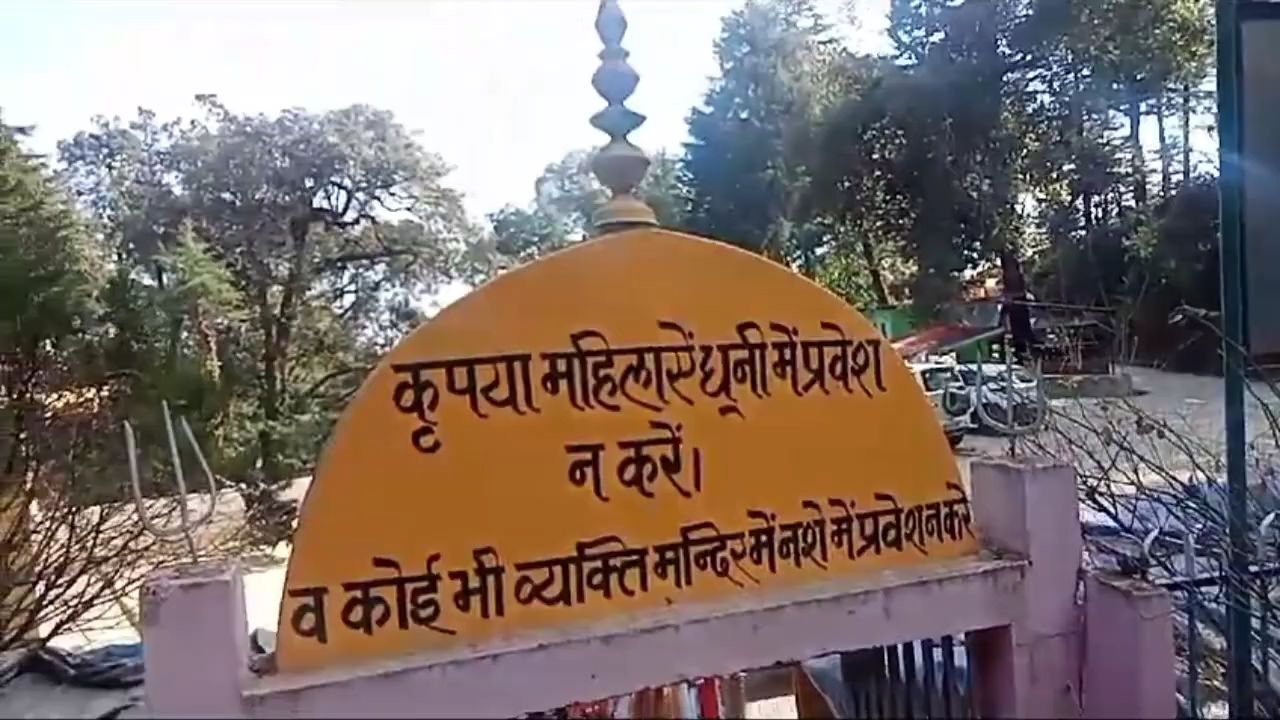 कृपया महिलासें धूनी में प्रवेश
न करें।
व कोई भी व्यक्ति मन्दिर में नशे में प्रवेश न करे